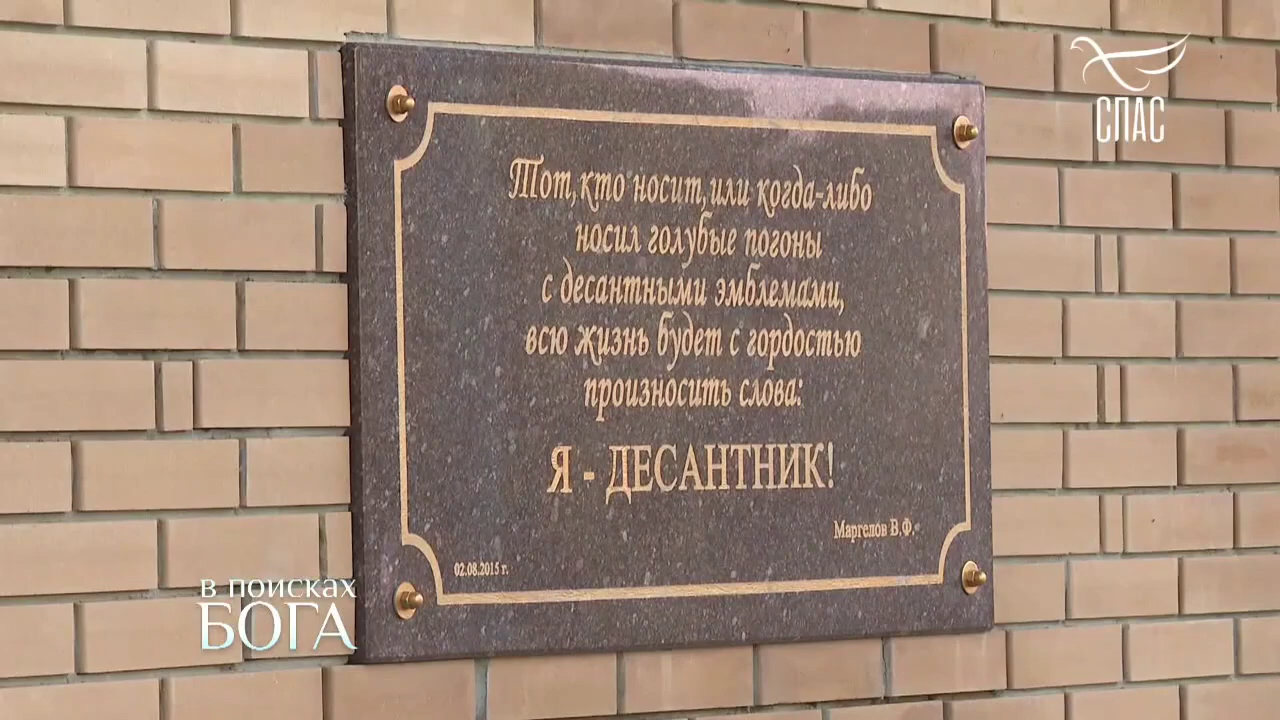 СПАС
Тот, кто носит, или когда-либо
носил голубые погоны
с десантными эмблемами,
всю жизнь будет с гордостью
произносить слова:
Я - ДЕСАНТНИК!
Маргелов В.Ф.
02.08.2015 г.
в поисках
БОГА